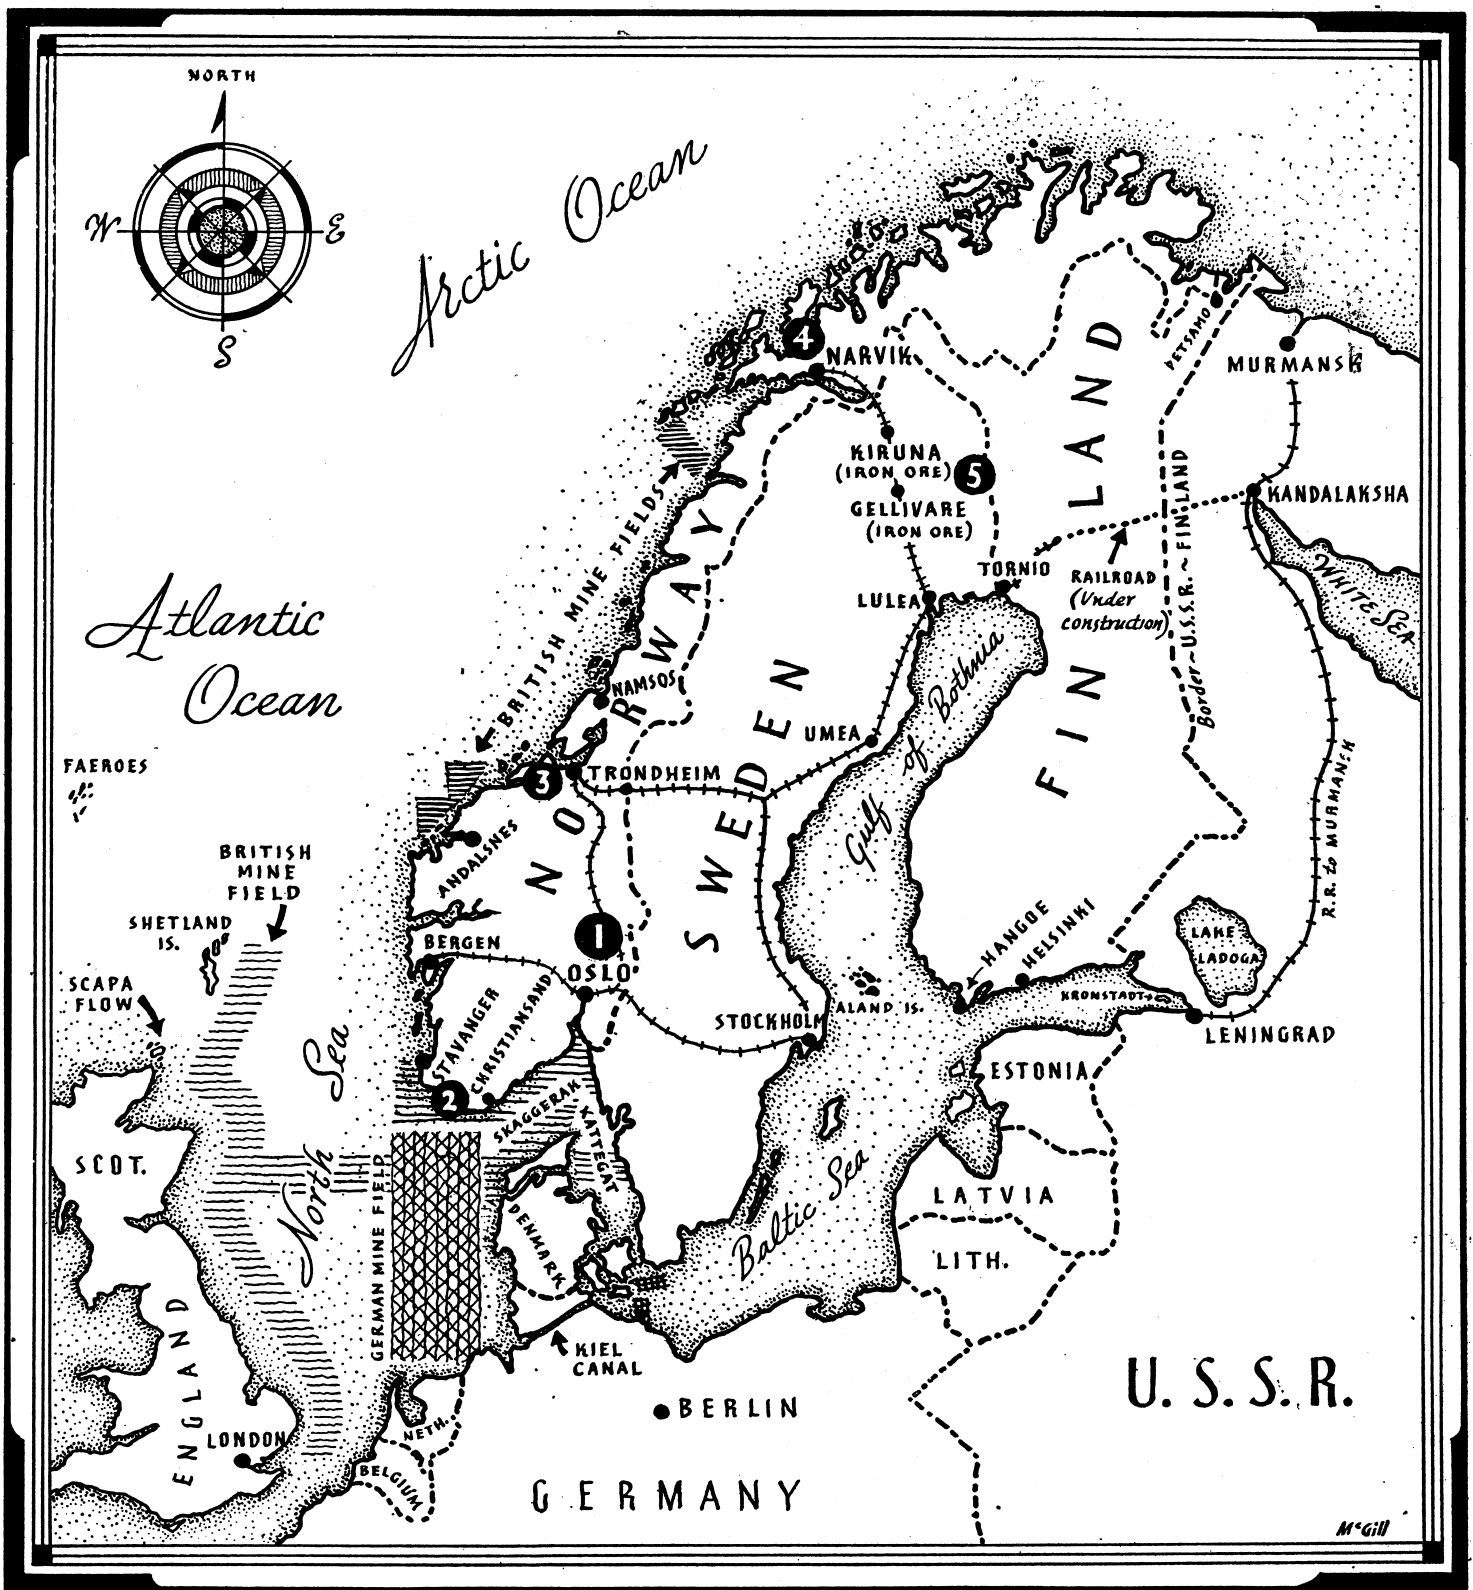 NORTH
W
E
S
Arctic Ocean
Atlantic
Ocean
4
NARVIK
PETSAMO
MURMANSK
KIRUNA
(IRON ORE)
5
GELLIVARE
(IRON ORE)
KANDALAKSHA
TORNIO
LULEA
RAILROAD
(Under
construction)
WHITE SEA
Border~U.S.S.R.~FINLAND
FINLAND
BRITISH MINE FIELDS
NORWAY
SWEDEN
NAMSOS
UMEA
Gulf of Bothnia
R.R. to MURMANSK
FAEROES
3
TRONDHEIM
ANDALSNES
BRITISH
MINE
FIELD
SHETLAND
IS.
SCAPA
FLOW
BERGEN
1
OSLO
STAVANGER
CHRISTIANSAND
2
STOCKHOLM
ALAND IS.
HANGOE
HELSINKI
KRONSTADT
LAKE
LADOGA
LENINGRAD
ESTONIA
LATVIA
LITH.
Baltic Sea
North Sea
SKAGGERAK
KATTEGAT
DENMARK
GERMAN MINE FIELD
KIEL
CANAL
SCOT.
ENGLAND
LONDON
NETH.
BELGIUM
BERLIN
GERMANY
U.S.S.R.
McGill